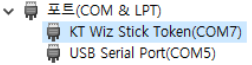 포트(COM & LPT)
KT Wiz Stick Token(COM7)
USB Serial Port(COM5)